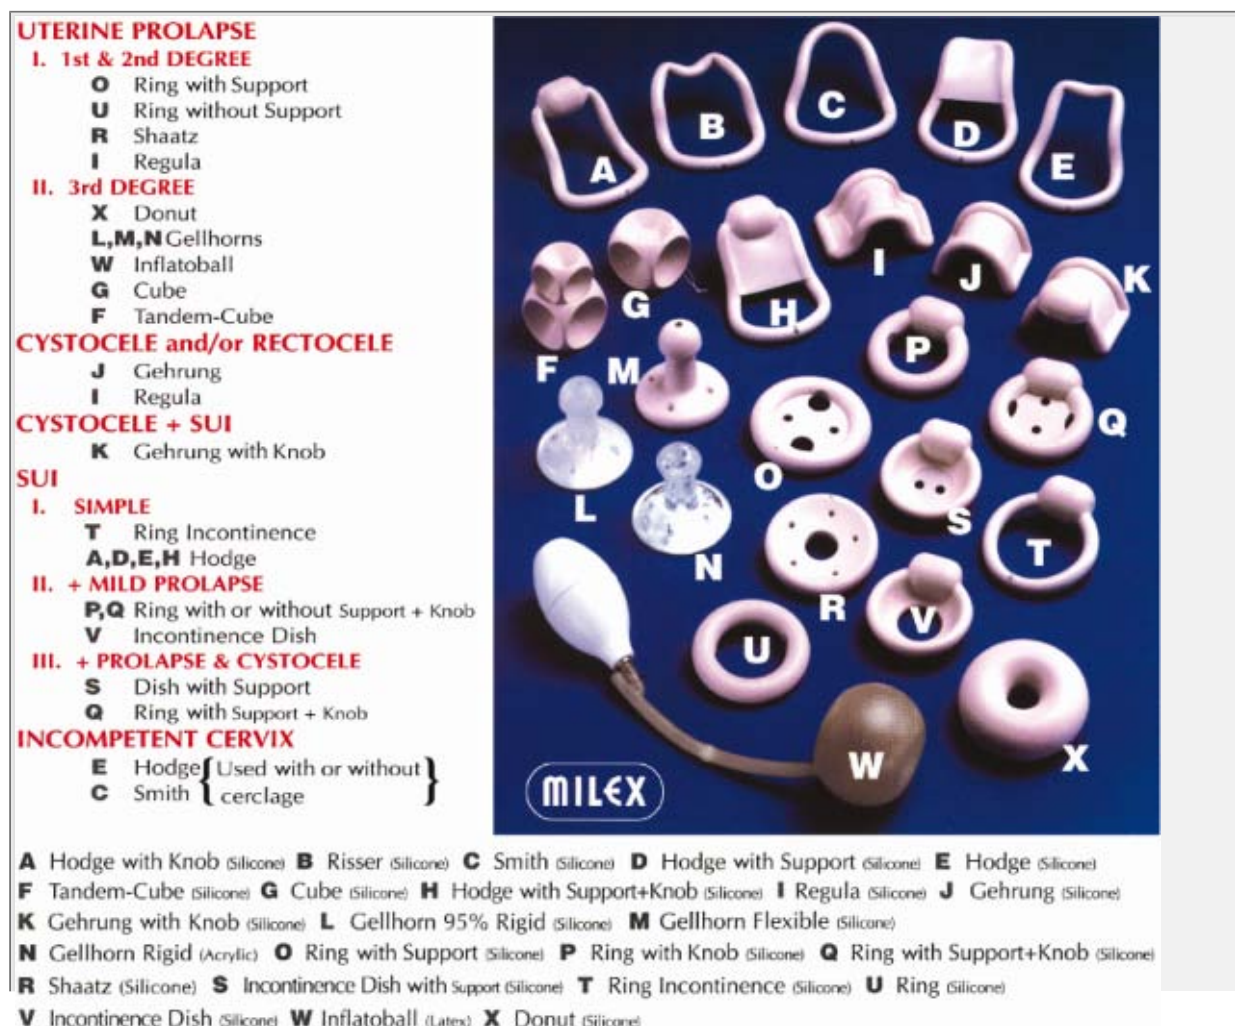 UTERINE PROLAPSE
I. 1st & 2nd DEGREE
O Ring with Support
U Ring without Support
R Shaatz
I Regula
II. 3rd DEGREE
X Donut
L,M,N Gellhorns
W Inflatoball
G Cube
F Tandem-Cube
CYSTOCELE and/or RECTOCELE
J Gehrung
I Regula
CYSTOCELE + SUI
K Gehrung with Knob
SUI
I. SIMPLE
T Ring Incontinence
A,D,E,H Hodge
II. + MILD PROLAPSE
P,Q Ring with or without Support + Knob
V Incontinence Dish
III. + PROLAPSE & CYSTOCELE
S Dish with Support
Q Ring with Support + Knob
INCOMPETENT CERVIX
E Hodge { Used with or without }
C Smith { cerclage }
A
B
C
D
E
F
G
H
I
J
K
L
M
N
O
P
Q
R
S
T
U
V
W
X
MILEX
A Hodge with Knob (Silicone) B Risser (Silicone) C Smith (Silicone) D Hodge with Support (Silicone) E Hodge (Silicone)
F Tandem-Cube (Silicone) G Cube (Silicone) H Hodge with Support+Knob (Silicone) I Regula (Silicone) J Gehrung (Silicone)
K Gehrung with Knob (Silicone) L Gellhorn 95% Rigid (Silicone) M Gellhorn Flexible (Silicone)
N Gellhorn Rigid (Acrylic) O Ring with Support (Silicone) P Ring with Knob (Silicone) Q Ring with Support+Knob (Silicone)
R Shaatz (Silicone) S Incontinence Dish with Support (Silicone) T Ring Incontinence (Silicone) U Ring (Silicone)
V Incontinence Dish (Silicone) W Inflatoball (Latex) X Donut (Silicone)